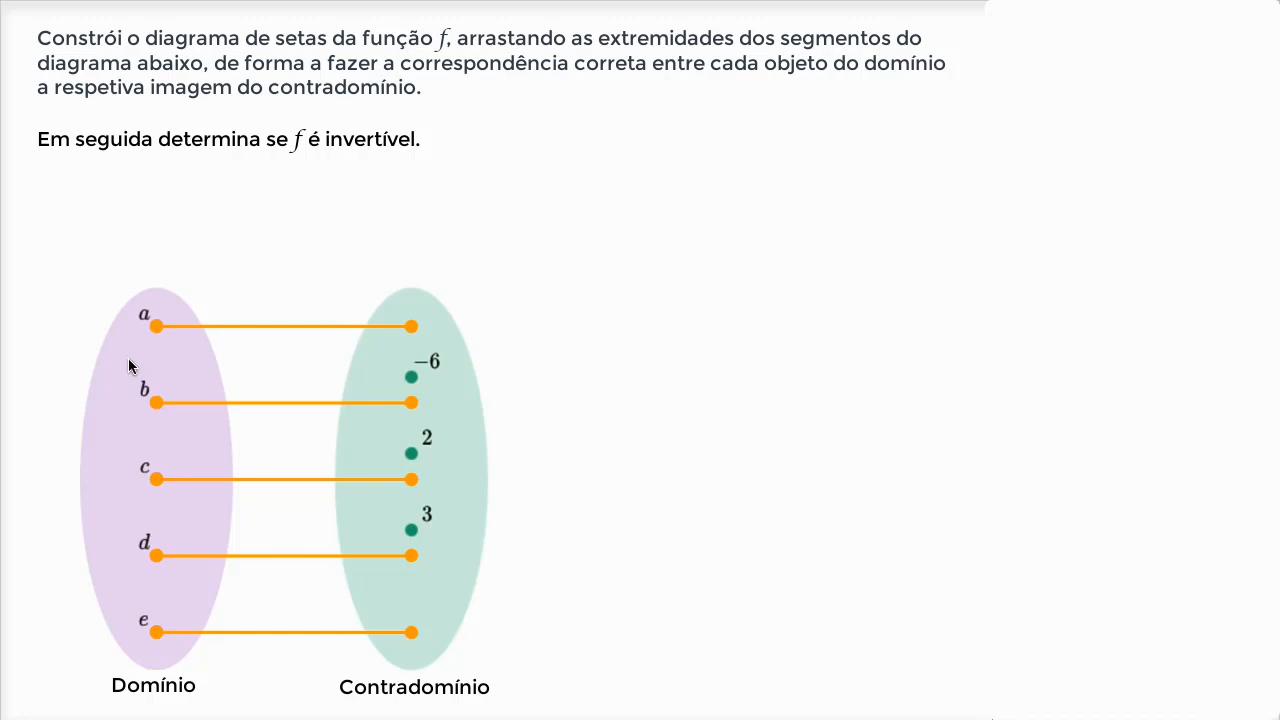 Constrói o diagrama de setas da função f, arrastando as extremidades dos segmentos do
diagrama abaixo, de forma a fazer a correspondência correta entre cada objeto do domínio
a respetiva imagem do contradomínio.
Em seguida determina se f é invertível.
a
−6
b
2
c
3
d
e
Domínio
Contradomínio